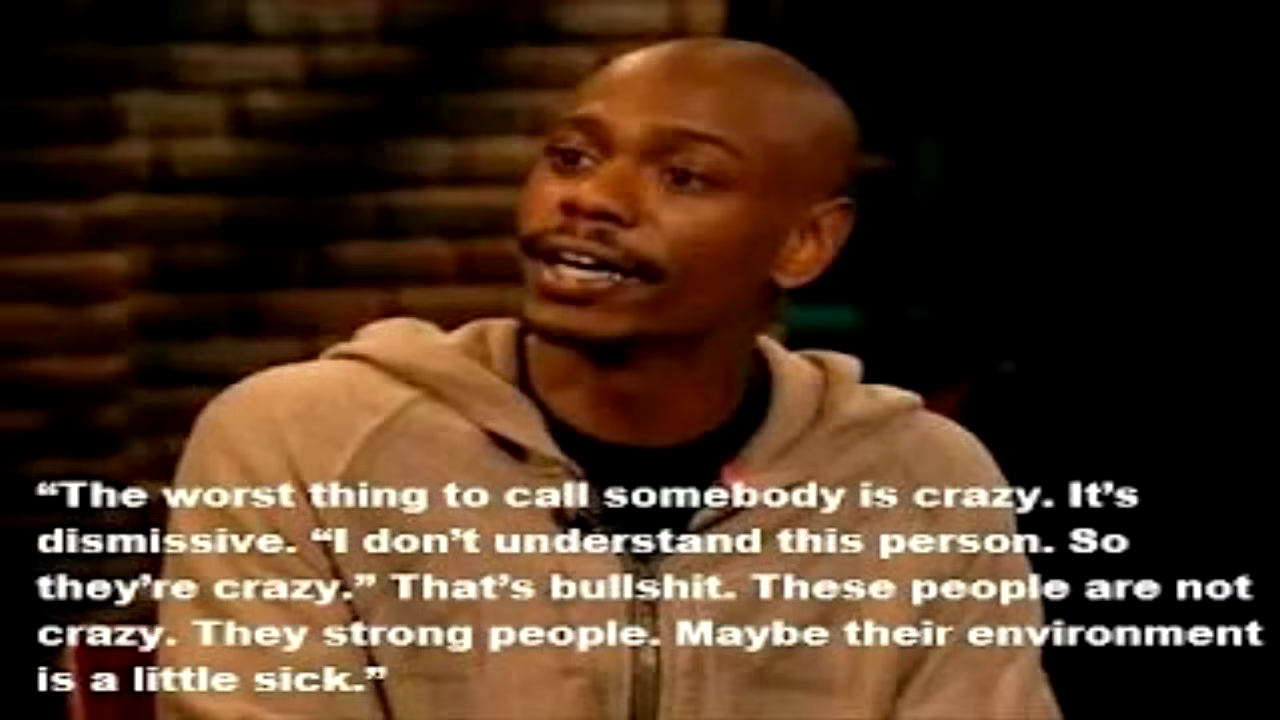 “The worst thing to call somebody is crazy. It’s
dismissive. “I don’t understand this person. So
they’re crazy.” That’s bullshit. These people are not
crazy. They strong people. Maybe their environment
is a little sick.”